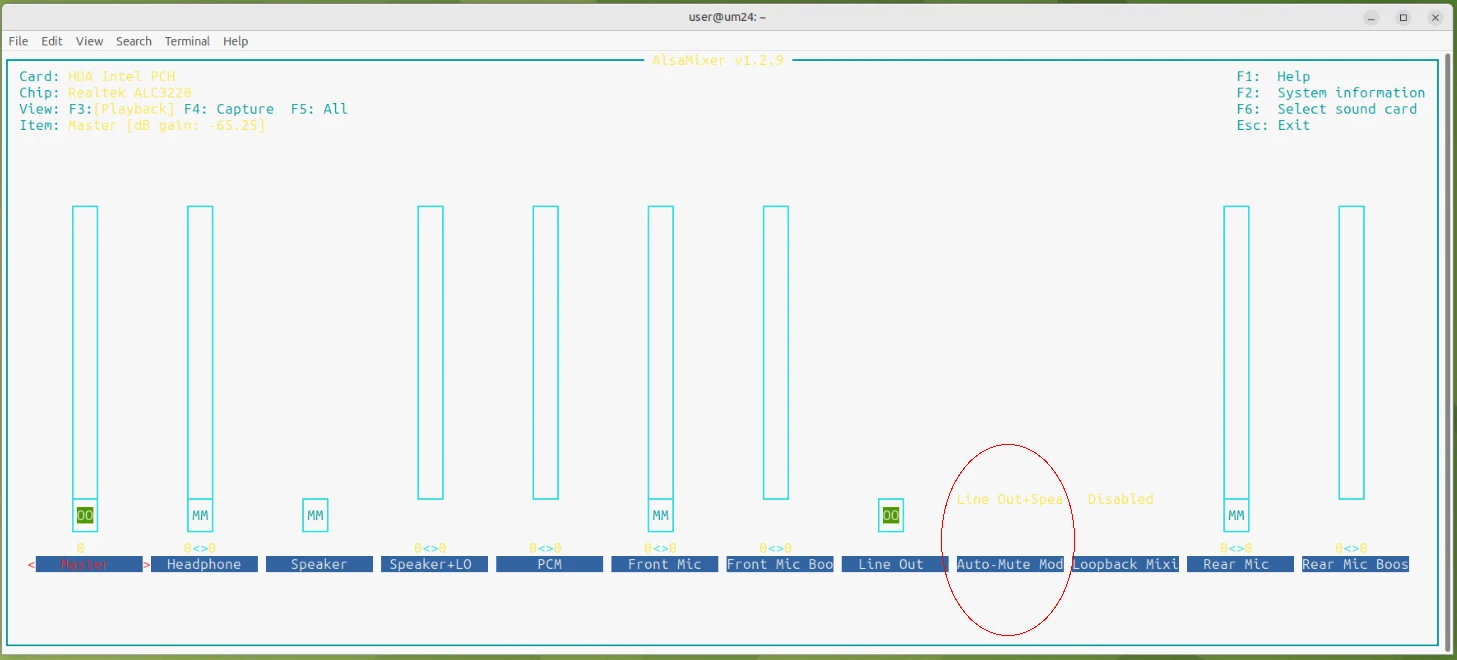 user@um24: ~
File Edit View Search Terminal Help
AlsaMixer v1.2.9
Card: HDA Intel PCH F1: Help
Chip: Realtek ALC3220 F2: System information
View: F3:[Playback] F4: Capture F5: All F6: Select sound card
Item: Master [dB gain: -65.25] Esc: Exit
Line Out+Spea Disabled
OO MM MM MM OO MM
0 0<>0 0<>0 0<>0 0<>0 0<>0 0<>0 0<>0
< Master > Headphone Speaker Speaker+LO PCM Front Mic Front Mic Boo Line Out Auto-Mute Mod Loopback Mixi Rear Mic Rear Mic Boos